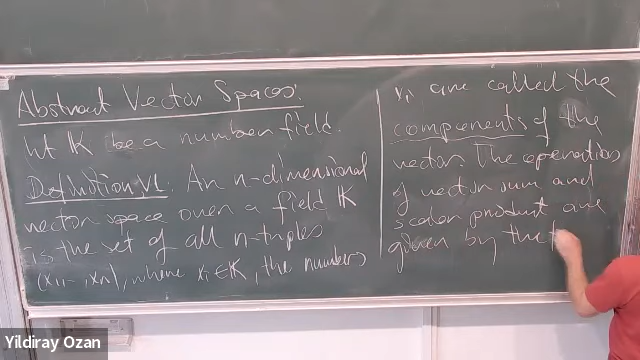 Abstract Vector Spaces:
Let K be a number field.
Definition VI. An n-dimensional
vector space over a field K
is the set of all n-tuples
(x1,-,xn), where xi ∈ K, the numbers
xi are called the
components of the
vector. The operations
of vector sum and
scalar product are
given by the
Yildiray Ozan